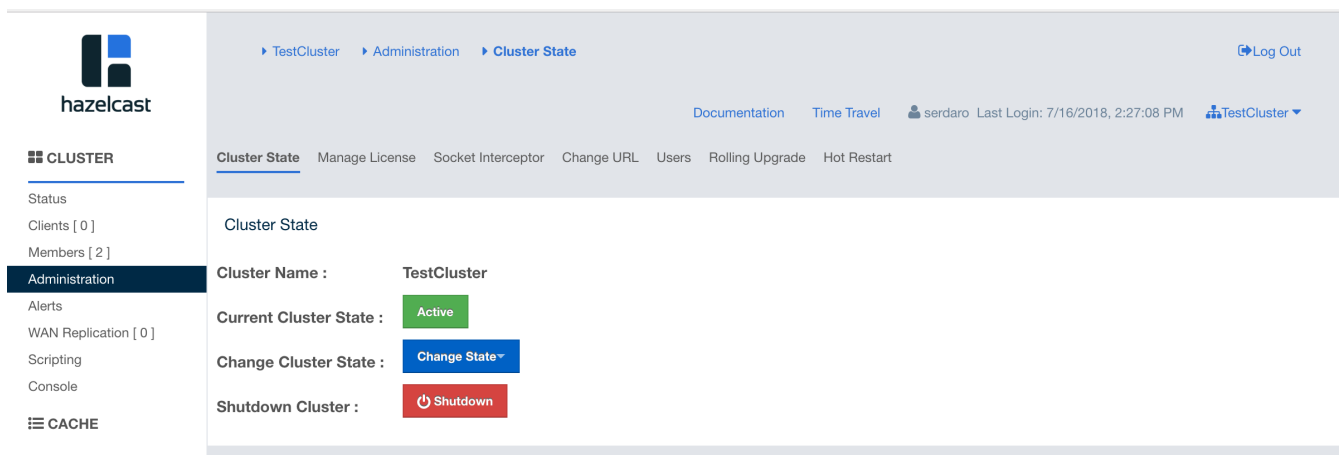 hazelcast
CLUSTER
Status
Clients [ 0 ]
Members [ 2 ]
Administration
Alerts
WAN Replication [ 0 ]
Scripting
Console
CACHE
TestCluster Administration Cluster State
Log Out
Documentation Time Travel serdaro Last Login: 7/16/2018, 2:27:08 PM TestCluster
Cluster State Manage License Socket Interceptor Change URL Users Rolling Upgrade Hot Restart
Cluster State
Cluster Name : TestCluster
Current Cluster State : Active
Change Cluster State : Change State
Shutdown Cluster : Shutdown